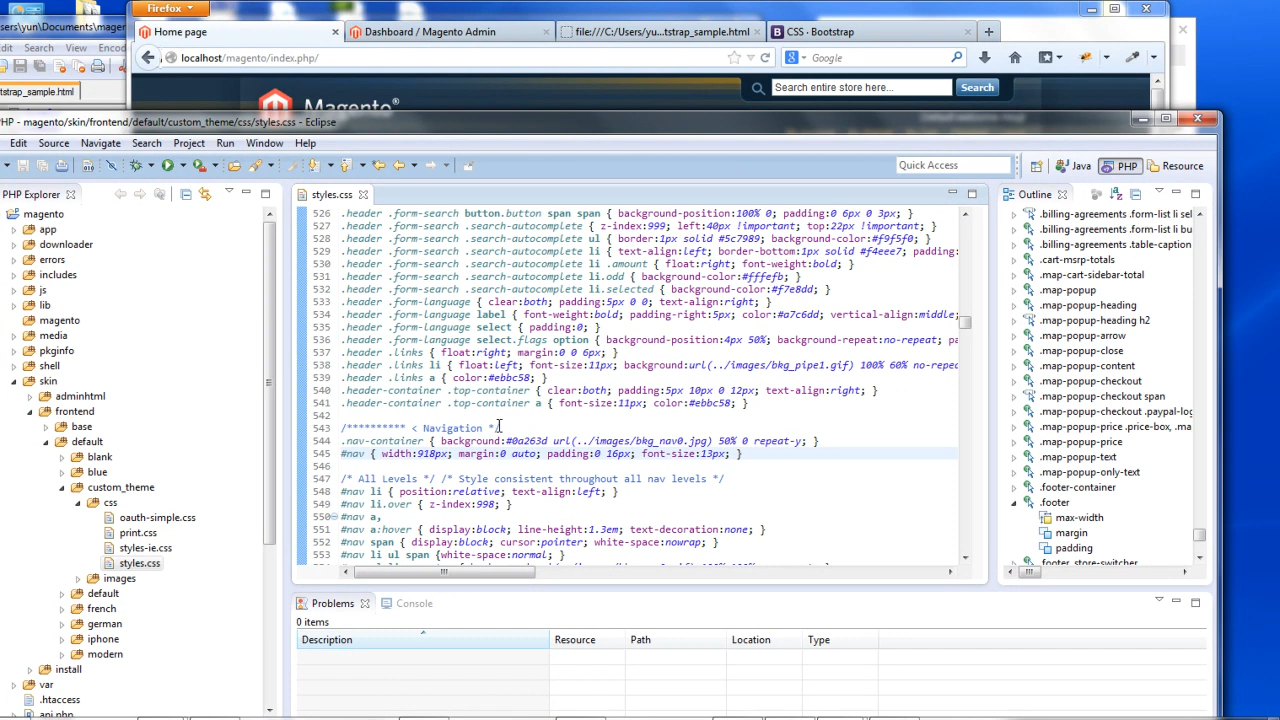 Firefox
sers\yun\Documents\magen
Home page
Dashboard / Magento Admin
file:///C:/Users/yu...tstrap_sample.html
CSS · Bootstrap
localhost/magento/index.php/
Google
dit Search View
tstrap_sample.html
Magento®
Search entire store here...
Search
PHP - magento/skin/frontend/default/custom_theme/css/styles.css - Eclipse
Edit Source Navigate Search Project Run Window Help
Quick Access
Java
PHP
Resource
PHP Explorer
styles.css
Outline
magento
app
downloader
errors
includes
js
lib
magento
media
pkginfo
shell
skin
adminhtml
frontend
base
default
blank
blue
custom_theme
css
oauth-simple.css
print.css
styles-ie.css
styles.css
images
default
french
german
iphone
modern
install
var
.htaccess
api.php
526 .header .form-search button.button span span { background-position:100% 0; padding:0 6px 0 3px; }
527 .header .form-search .search-autocomplete { z-index:999; left:40px !important; top:22px !important; }
528 .header .form-search .search-autocomplete ul { border:1px solid #5c7989; background-color:#f9f5f0; }
529 .header .form-search .search-autocomplete li { text-align:left; border-bottom:1px solid #f4eee7; padding:
530 .header .form-search .search-autocomplete li .amount { float:right; font-weight:bold; }
531 .header .form-search .search-autocomplete li.odd { background-color:#fffefb; }
532 .header .form-search .search-autocomplete li.selected { background-color:#f7e8dd; }
533 .header .form-language { clear:both; padding:5px 0 0; text-align:right; }
534 .header .form-language label { font-weight:bold; padding-right:5px; color:#a7c6dd; vertical-align:middle;
535 .header .form-language select { padding:0; }
536 .header .form-language select.flags option { background-position:4px 50%; background-repeat:no-repeat; pa
537 .header .links { float:right; margin:0 0 6px; }
538 .header .links li { float:left; font-size:11px; background:url(../images/bkg_pipe1.gif) 100% 60% no-repea
539 .header .links a { color:#ebbc58; }
540 .header-container .top-container { clear:both; padding:5px 10px 0 12px; text-align:right; }
541 .header-container .top-container a { font-size:11px; color:#ebbc58; }
542
543 /********** < Navigation */
544 .nav-container { background:#0a263d url(../images/bkg_nav0.jpg) 50% 0 repeat-y; }
545 #nav { width:918px; margin:0 auto; padding:0 16px; font-size:13px; }
546
547 /* All Levels */ /* Style consistent throughout all nav levels */
548 #nav li { position:relative; text-align:left; }
549 #nav li.over { z-index:998; }
550 #nav a,
551 #nav a:hover { display:block; line-height:1.3em; text-decoration:none; }
552 #nav span { display:block; cursor:pointer; white-space:nowrap; }
553 #nav li ul span {white-space:normal; }
.billing-agreements .form-list li sel
.billing-agreements .form-list li bu
.billing-agreements .table-caption
.cart-msrp-totals
.map-cart-sidebar-total
.map-popup
.map-popup-heading
.map-popup-heading h2
.map-popup-arrow
.map-popup-close
.map-popup-content
.map-popup-checkout
.map-popup-checkout span
.map-popup-checkout .paypal-log
.map-popup-price .price-box, .map
.map-popup-price
.map-popup-only-text
.footer-container
.footer
max-width
margin
padding
.footer .store-switcher
Problems
Console
0 items
Description Resource Path Location Type